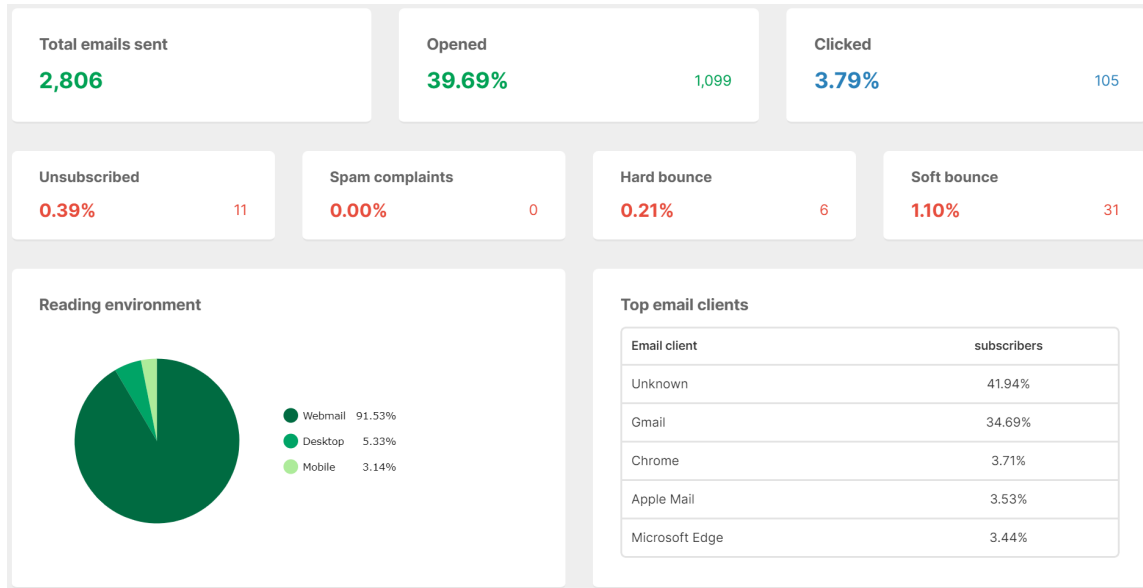 Total emails sent
2,806
Opened
39.69% 1,099
Clicked
3.79% 105
Unsubscribed
0.39% 11
Spam complaints
0.00% 0
Hard bounce
0.21% 6
Soft bounce
1.10% 31
Reading environment
Webmail 91.53%
Desktop 5.33%
Mobile 3.14%
Top email clients
Email client subscribers
Unknown 41.94%
Gmail 34.69%
Chrome 3.71%
Apple Mail 3.53%
Microsoft Edge 3.44%